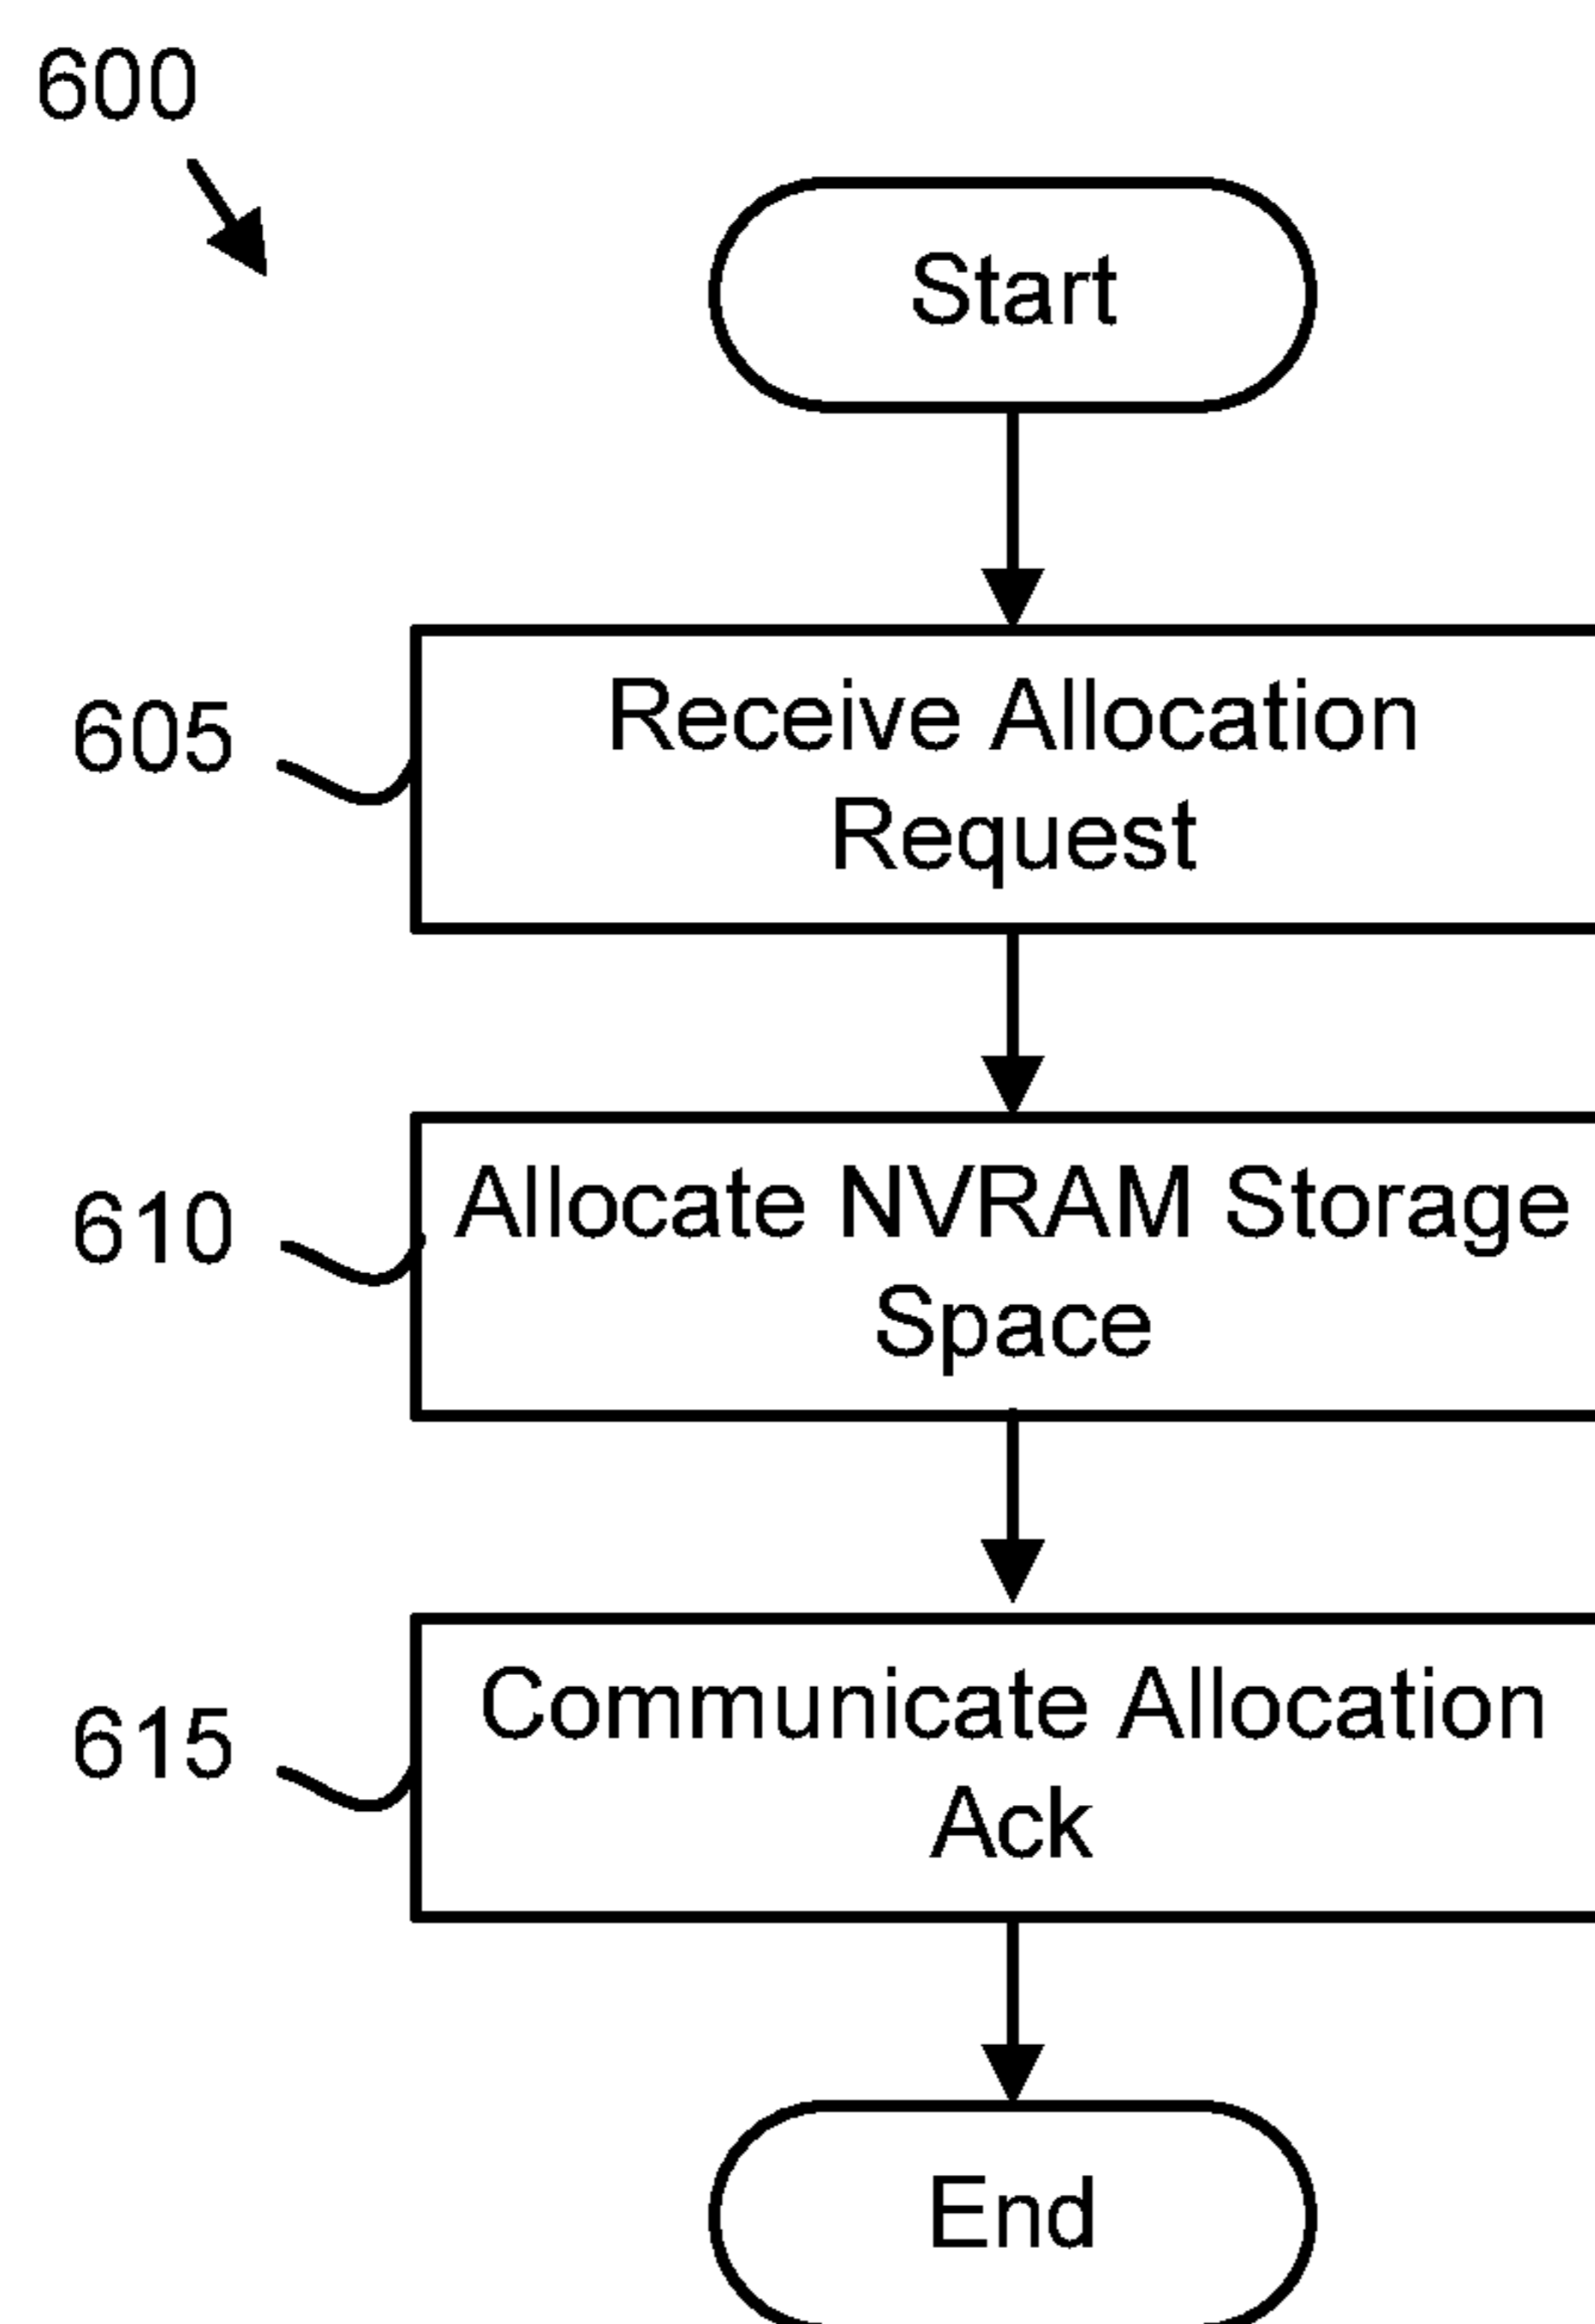 600
Start
605
Receive Allocation
Request
610
Allocate NVRAM Storage
Space
615
Communicate Allocation
Ack
End